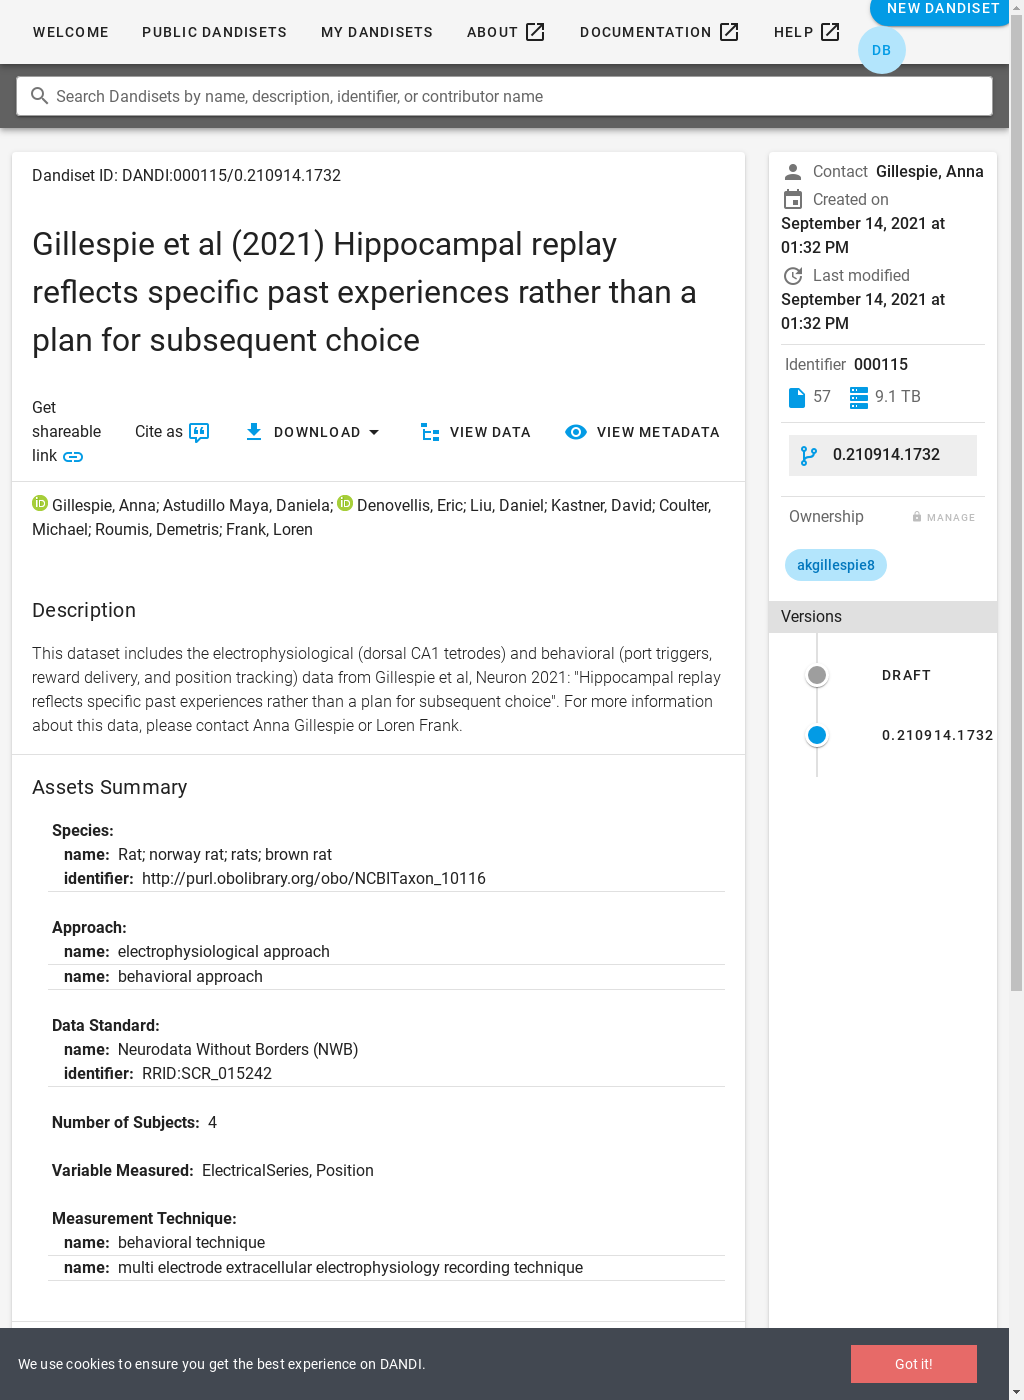 WELCOME PUBLIC DANDISETS MY DANDISETS ABOUT DOCUMENTATION HELP NEW DANDISET
DB
Search Dandisets by name, description, identifier, or contributor name
Dandiset ID: DANDI:000115/0.210914.1732
Gillespie et al (2021) Hippocampal replay
reflects specific past experiences rather than a
plan for subsequent choice
Get
shareable
link
Cite as
DOWNLOAD
VIEW DATA
VIEW METADATA
iD Gillespie, Anna; Astudillo Maya, Daniela; iD Denovellis, Eric; Liu, Daniel; Kastner, David; Coulter,
Michael; Roumis, Demetris; Frank, Loren
Description
This dataset includes the electrophysiological (dorsal CA1 tetrodes) and behavioral (port triggers,
reward delivery, and position tracking) data from Gillespie et al, Neuron 2021: "Hippocampal replay
reflects specific past experiences rather than a plan for subsequent choice". For more information
about this data, please contact Anna Gillespie or Loren Frank.
Assets Summary
Species:
name: Rat; norway rat; rats; brown rat
identifier: http://purl.obolibrary.org/obo/NCBITaxon_10116
Approach:
name: electrophysiological approach
name: behavioral approach
Data Standard:
name: Neurodata Without Borders (NWB)
identifier: RRID:SCR_015242
Number of Subjects: 4
Variable Measured: ElectricalSeries, Position
Measurement Technique:
name: behavioral technique
name: multi electrode extracellular electrophysiology recording technique
Contact Gillespie, Anna
Created on
September 14, 2021 at
01:32 PM
Last modified
September 14, 2021 at
01:32 PM
Identifier 000115
57 9.1 TB
0.210914.1732
Ownership MANAGE
akgillespie8
Versions
DRAFT
0.210914.1732
We use cookies to ensure you get the best experience on DANDI.
Got it!